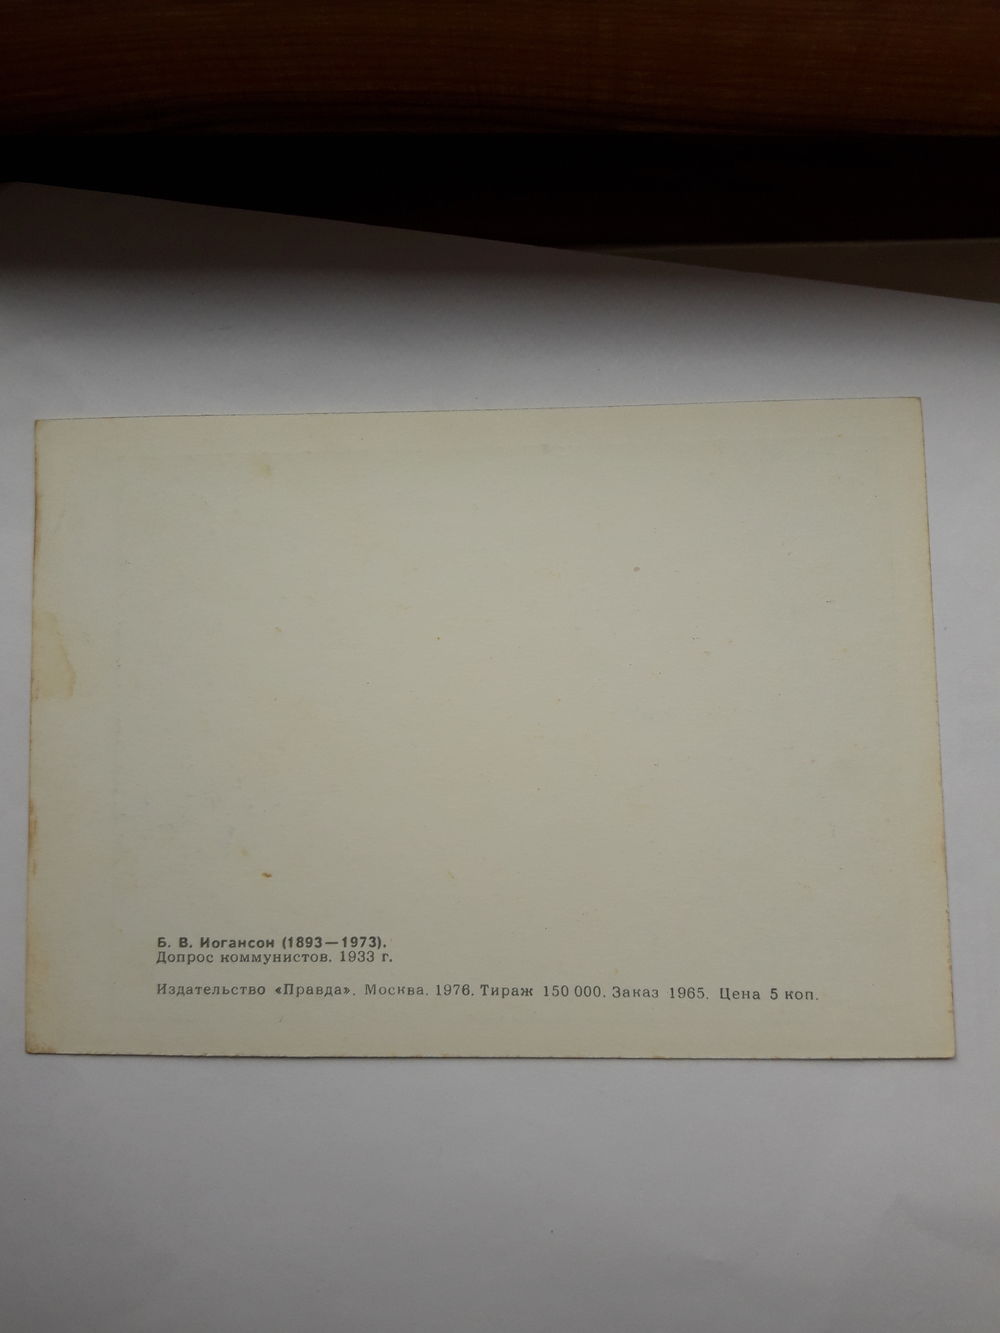 Б. В. Иогансон (1893—1973).
Допрос коммунистов. 1933 г.
Издательство «Правда». Москва. 1976. Тираж 150 000. Заказ 1965. Цена 5 коп.